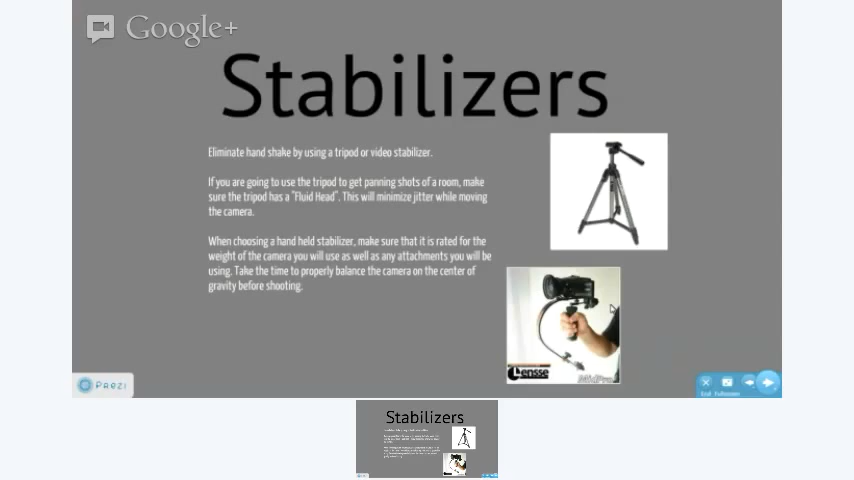 Google+
Stabilizers
Eliminate hand shake by using a tripod or video stabilizer.
If you are going to use the tripod to get panning shots of a room, make
sure the tripod has a "Fluid Head". This will minimize jitter while moving
the camera.
When choosing a hand held stabilizer, make sure that it is rated for the
weight of the camera you will use as well as any attachments you will be
using. Take the time to properly balance the camera on the center of
gravity before shooting.
Lensse
Prezi
End
Stabilizers